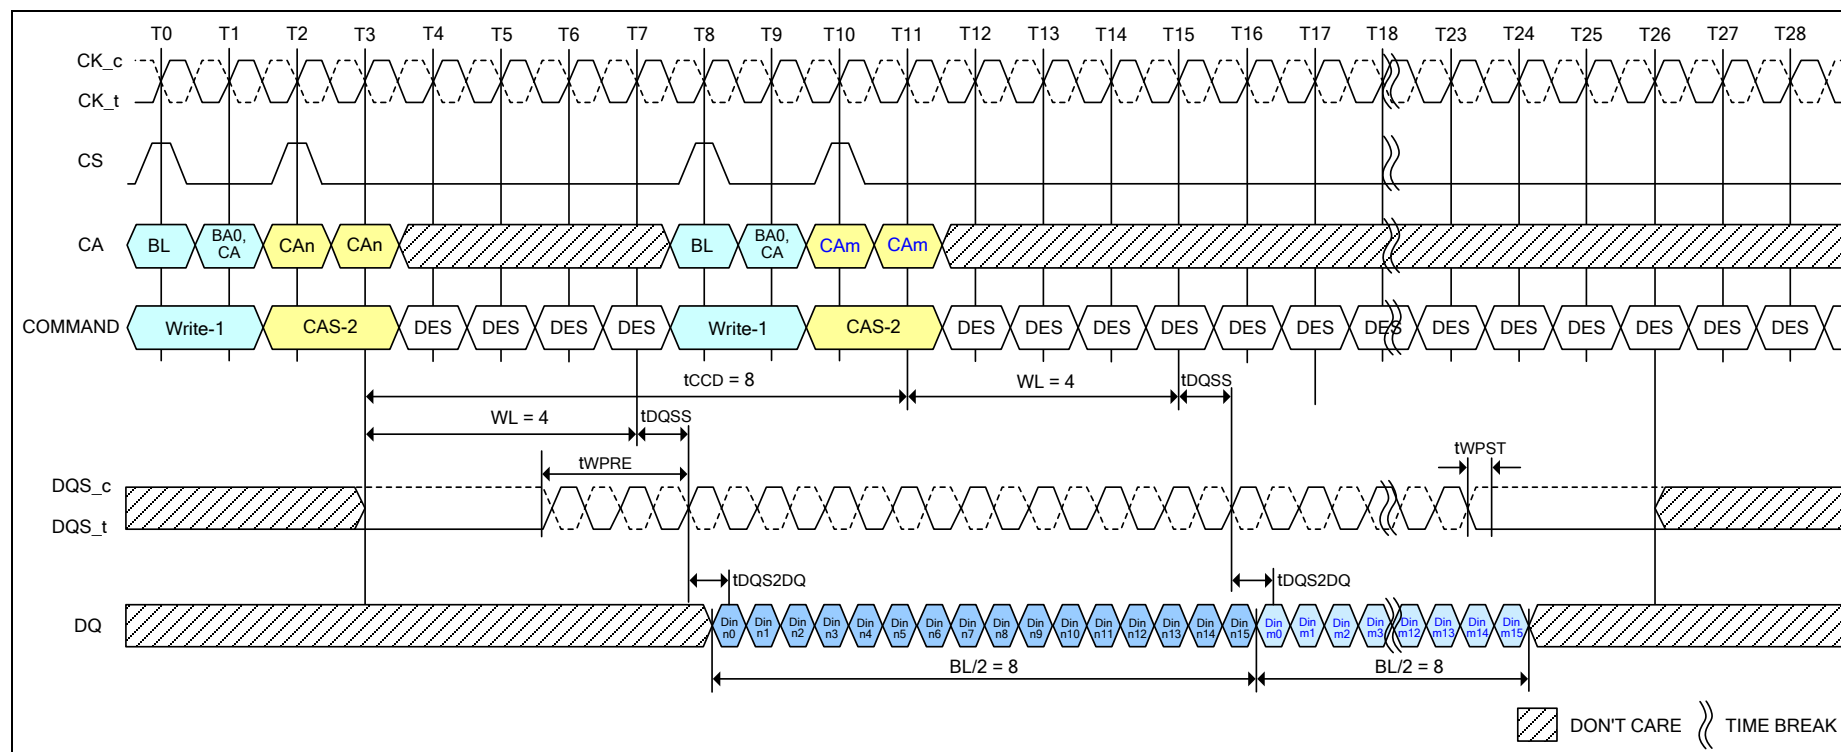 T0 T1 T2 T3 T4 T5 T6 T7 T8 T9 T10 T11 T12 T13 T14 T15 T16 T17 T18 T23 T24 T25 T26 T27 T28
CK_c
CK_t
CS
CA BL BA0, CA CAn CAn BL BA0, CA CAm CAm
COMMAND Write-1 CAS-2 DES DES DES DES Write-1 CAS-2 DES DES DES DES DES DES DES DES DES DES DES DES DES
tCCD = 8 WL = 4 tDQSS
WL = 4 tDQSS
tWPRE tWPST
DQS_c
DQS_t
tDQS2DQ tDQS2DQ
DQ Din n0 Din n1 Din n2 Din n3 Din n4 Din n5 Din n6 Din n7 Din n8 Din n9 Din n10 Din n11 Din n12 Din n13 Din n14 Din n15 Din m0 Din m1 Din m2 Din m3 Din m12 Din m13 Din m14 Din m15
BL/2 = 8 BL/2 = 8
DON'T CARE TIME BREAK